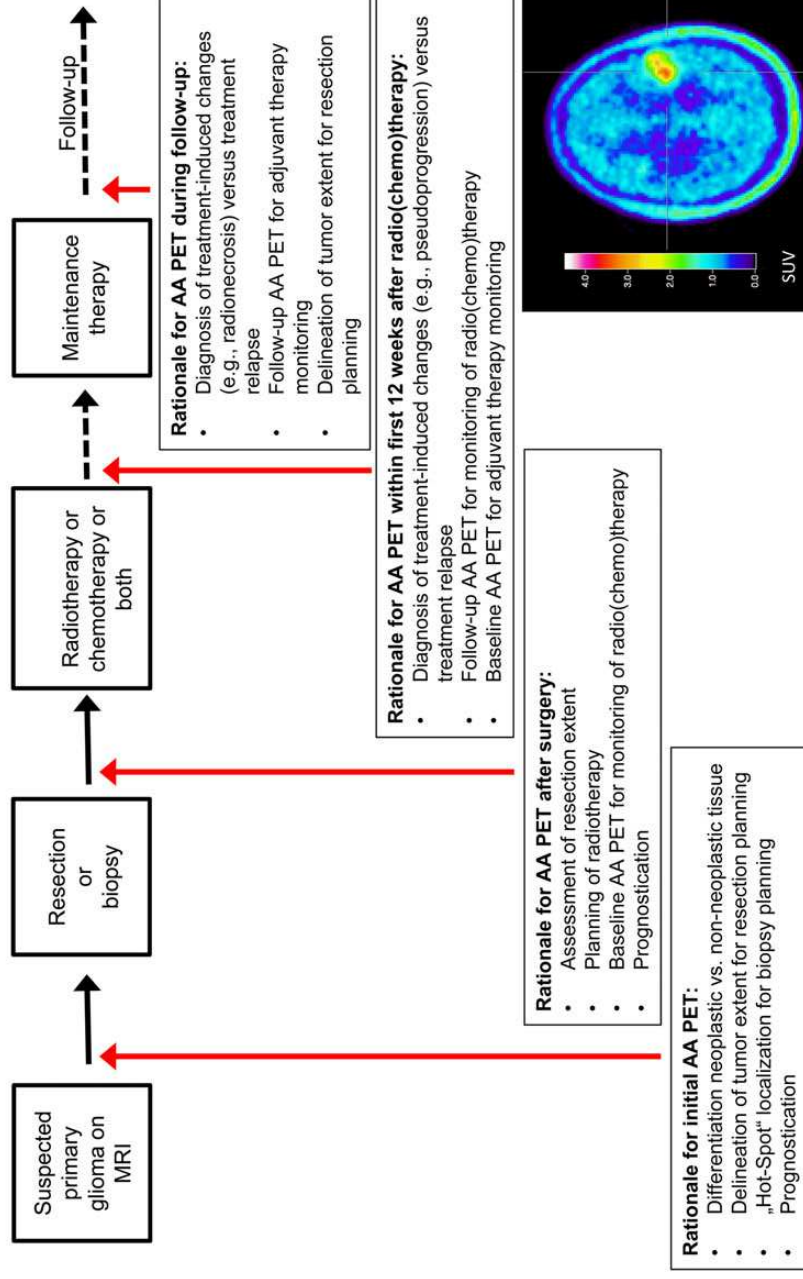 Suspected
primary
glioma on
MRI
Resection
or
biopsy
Radiotherapy or
chemotherapy or
both
Maintenance
therapy
Follow-up
Rationale for AA PET during follow-up:
• Diagnosis of treatment-induced changes
(e.g., radionecrosis) versus treatment
relapse
• Follow-up AA PET for adjuvant therapy
monitoring
• Delineation of tumor extent for resection
planning
Rationale for AA PET within first 12 weeks after radio(chemo)therapy:
• Diagnosis of treatment-induced changes (e.g., pseudoprogression) versus
treatment relapse
• Follow-up AA PET for monitoring of radio(chemo)therapy
• Baseline AA PET for adjuvant therapy monitoring
Rationale for AA PET after surgery:
• Assessment of resection extent
• Planning of radiotherapy
• Baseline AA PET for monitoring of radio(chemo)therapy
• Prognostication
Rationale for initial AA PET:
• Differentiation neoplastic vs. non-neoplastic tissue
• Delineation of tumor extent for resection planning
• „Hot-Spot“ localization for biopsy planning
• Prognostication
4.0
3.0
2.0
1.0
0.0
SUV